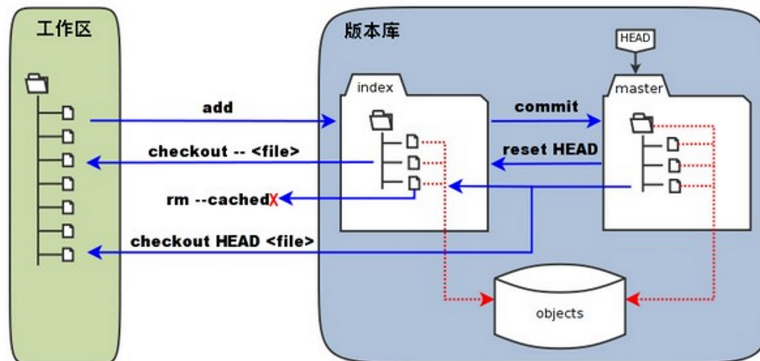 工作区
版本库
HEAD
index
master
add
commit
checkout -- <file>
reset HEAD
rm --cached
X
checkout HEAD <file>
objects